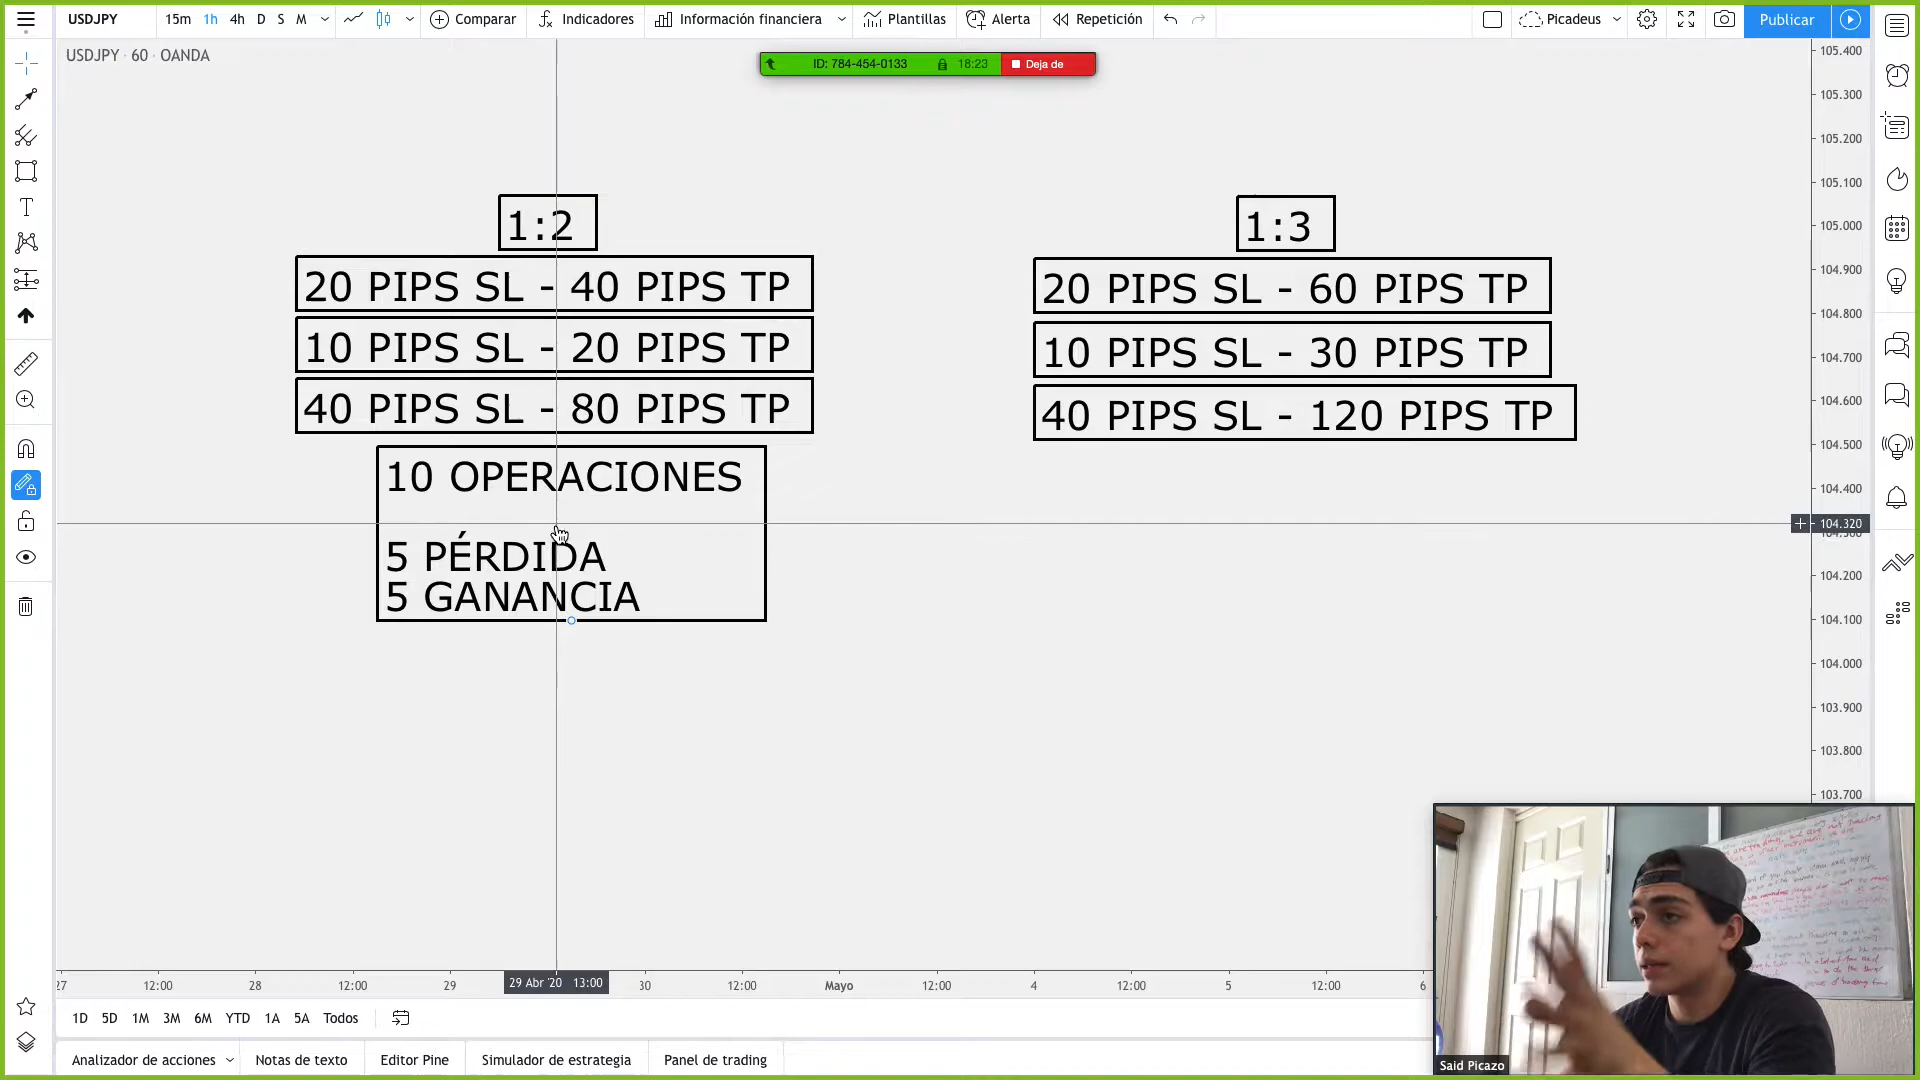 USDJPY
15m 1h 4h D S M
Comparar
Indicadores
Información financiera
Plantillas
Alerta
Repetición
Picadeus
Publicar
USDJPY · 60 · OANDA
ID: 784-454-0133 18:23 Deja de
1:2
20 PIPS SL - 40 PIPS TP
10 PIPS SL - 20 PIPS TP
40 PIPS SL - 80 PIPS TP
10 OPERACIONES
5 PÉRDIDA
5 GANANCIA
1:3
20 PIPS SL - 60 PIPS TP
10 PIPS SL - 30 PIPS TP
40 PIPS SL - 120 PIPS TP
105.400
105.300
105.200
105.100
105.000
104.900
104.800
104.700
104.600
104.500
104.400
104.320
104.200
104.100
104.000
103.900
103.800
103.700
27 12:00 28 12:00 29 29 Abr '20 13:00 30 12:00 Mayo 12:00 4 12:00 5 12:00 6
1D 5D 1M 3M 6M YTD 1A 5A Todos
Analizador de acciones
Notas de texto
Editor Pine
Simulador de estrategia
Panel de trading
Said Picazo